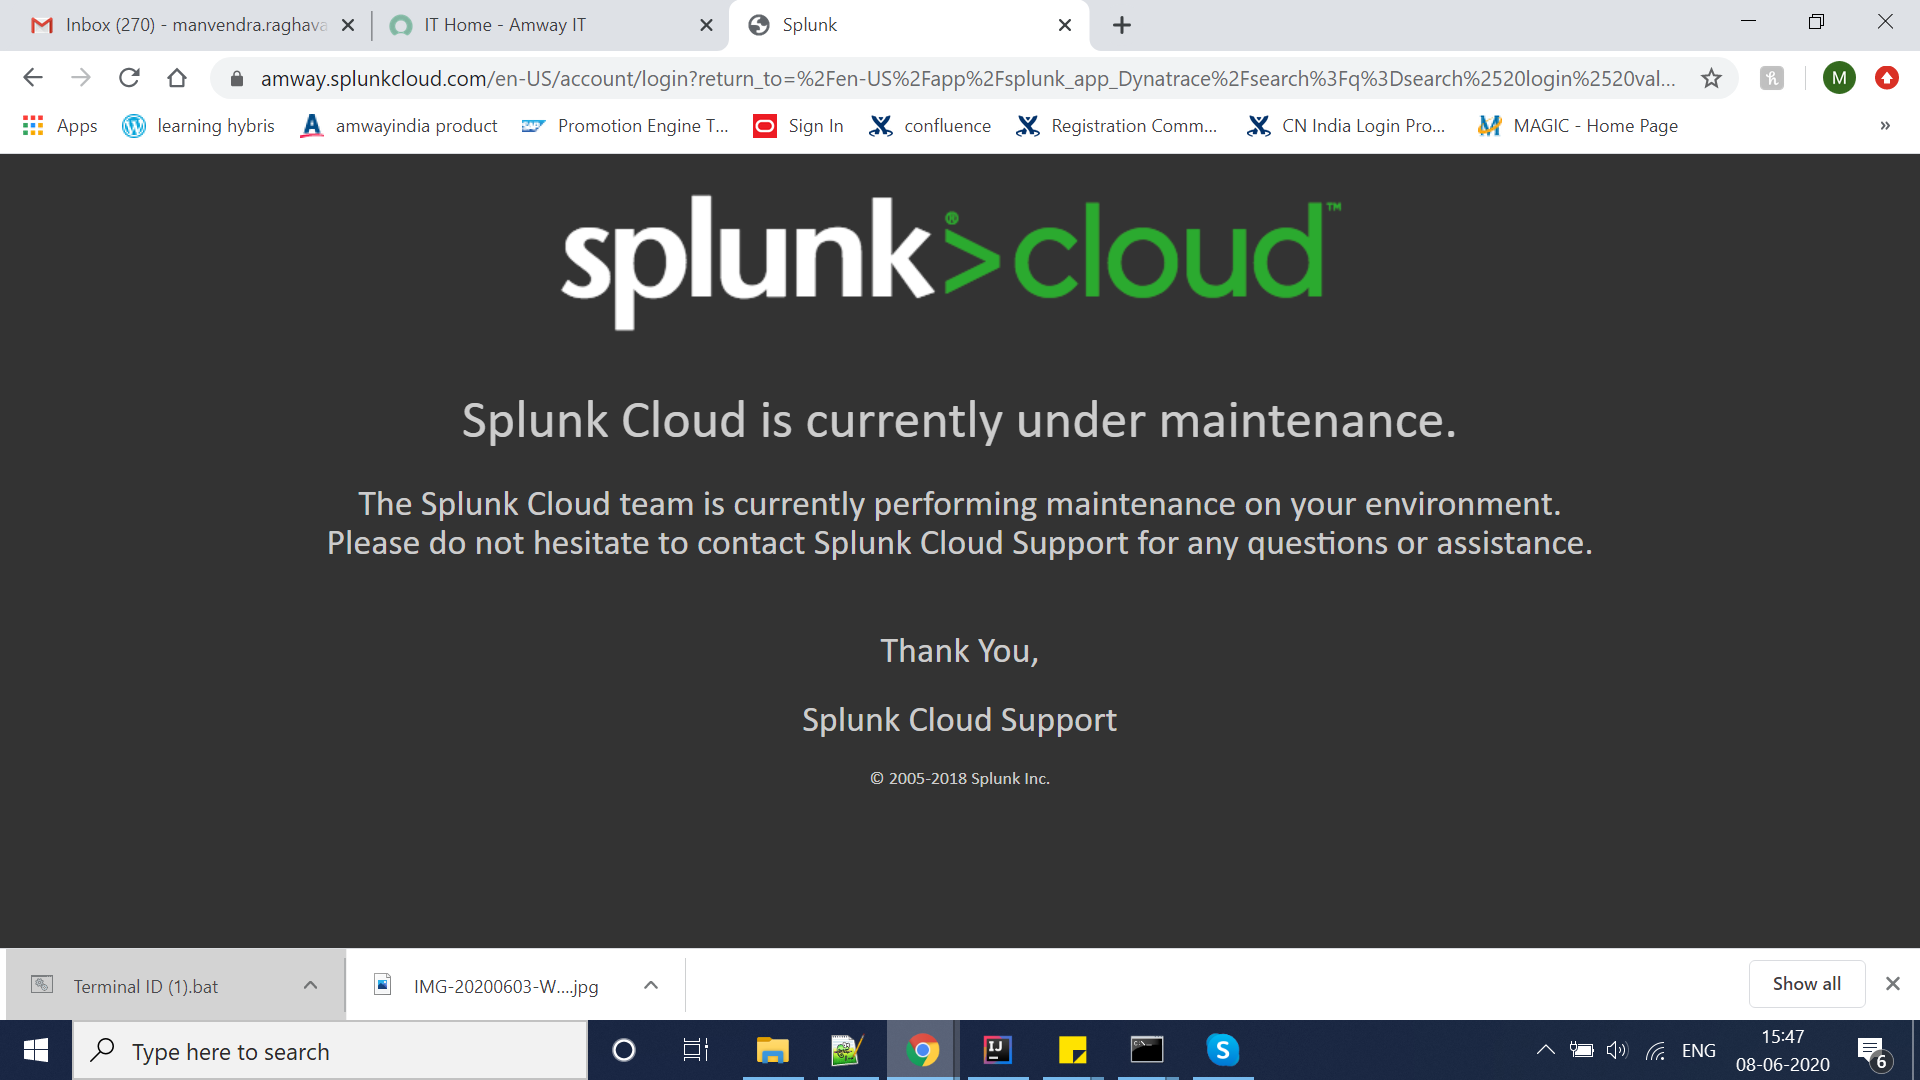 Inbox (270) - manvendra.raghava
IT Home - Amway IT
Splunk
amway.splunkcloud.com/en-US/account/login?return_to=%2Fen-US%2Fapp%2Fsplunk_app_Dynatrace%2Fsearch%3Fq%3Dsearch%2520login%2520val...
M
Apps
learning hybris
amwayindia product
Promotion Engine T...
Sign In
confluence
Registration Comm...
CN India Login Pro...
MAGIC - Home Page
»
splunk®>cloud™
Splunk Cloud is currently under maintenance.
The Splunk Cloud team is currently performing maintenance on your environment.
Please do not hesitate to contact Splunk Cloud Support for any questions or assistance.
Thank You,
Splunk Cloud Support
© 2005-2018 Splunk Inc.
Terminal ID (1).bat
IMG-20200603-W....jpg
Show all
Type here to search
ENG
15:47
08-06-2020
6